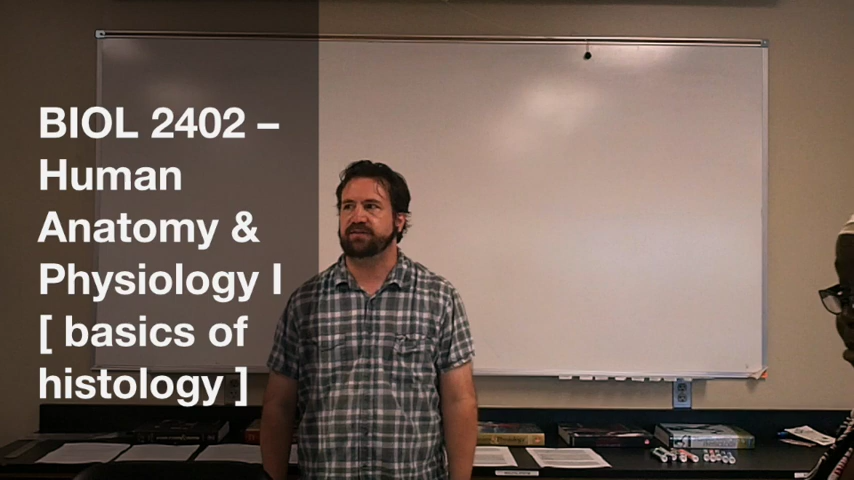 BIOL 2402 –
Human
Anatomy &
Physiology I
[ basics of
histology ]